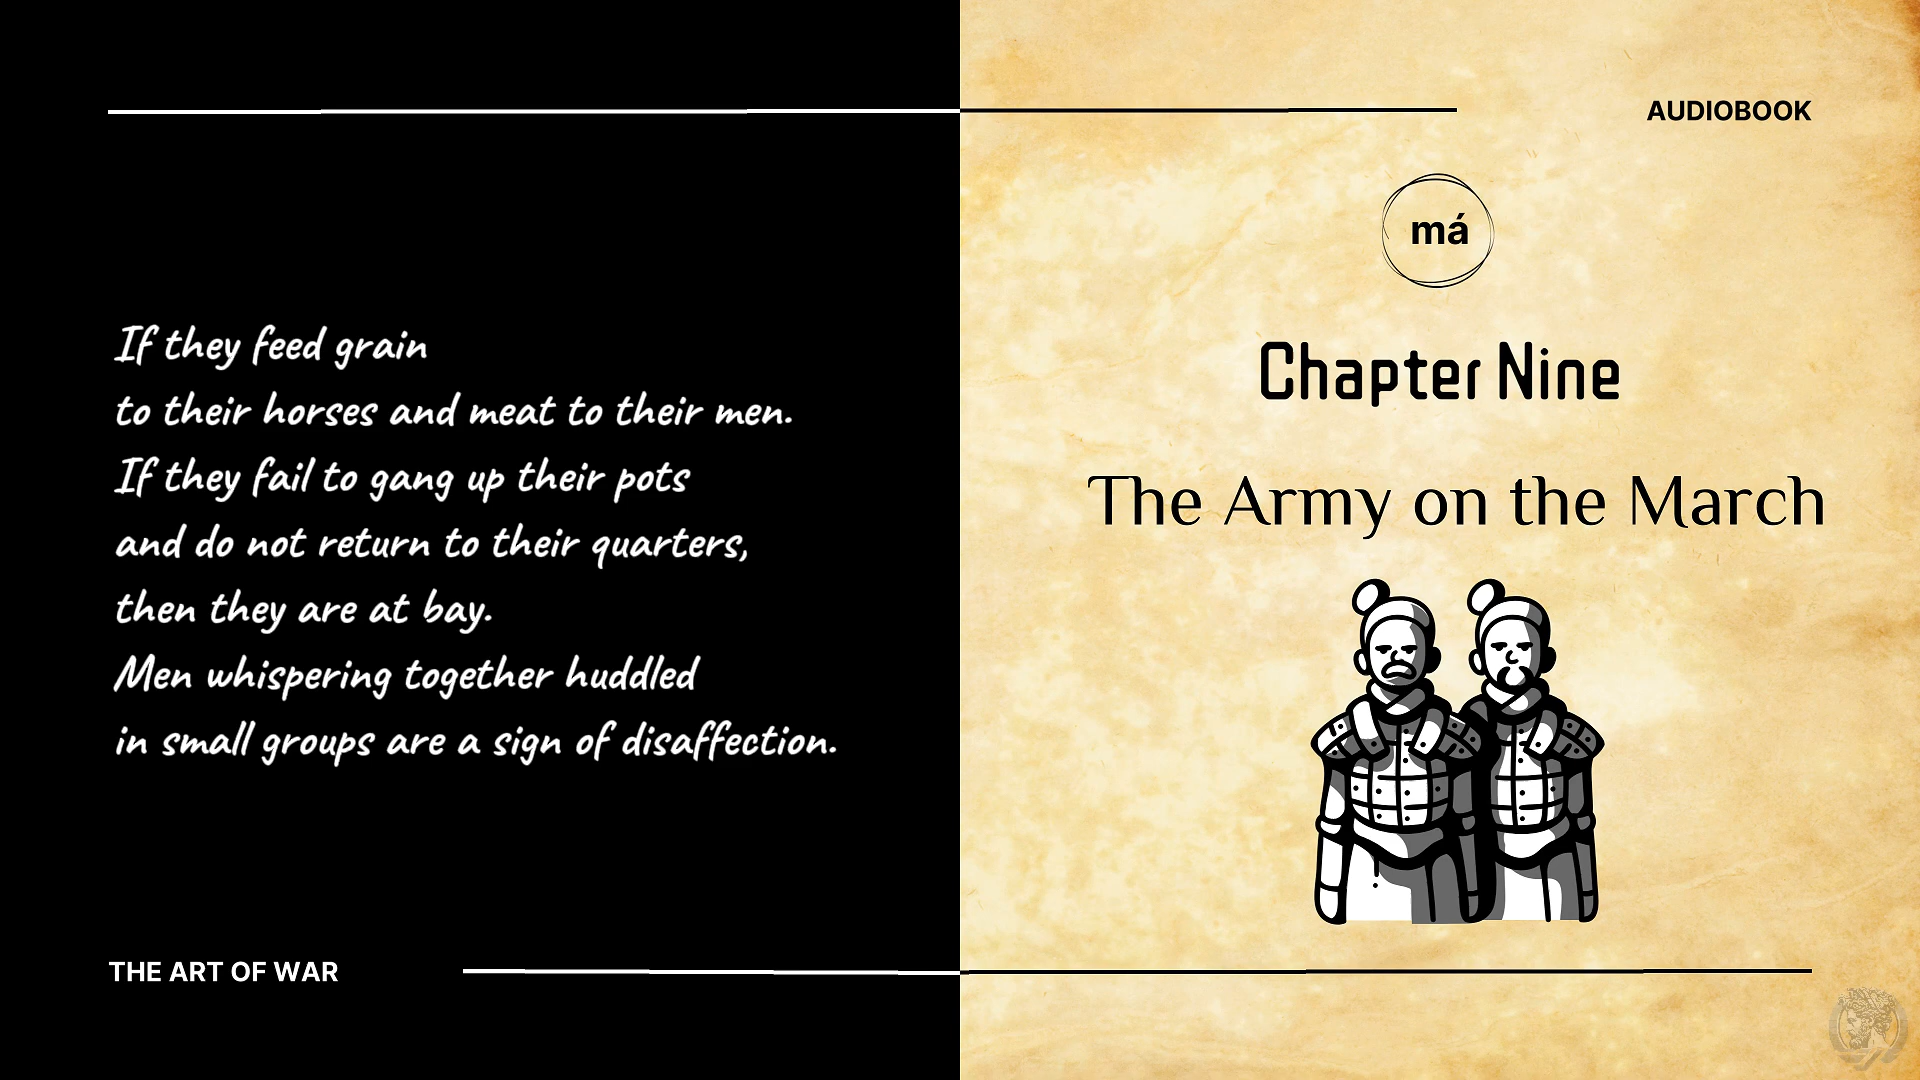 If they feed grain
to their horses and meat to their men.
If they fail to gang up their pots
and do not return to their quarters,
then they are at bay.
Men whispering together huddled
in small groups are a sign of disaffection.
THE ART OF WAR
AUDIOBOOK
má
Chapter Nine
The Army on the March